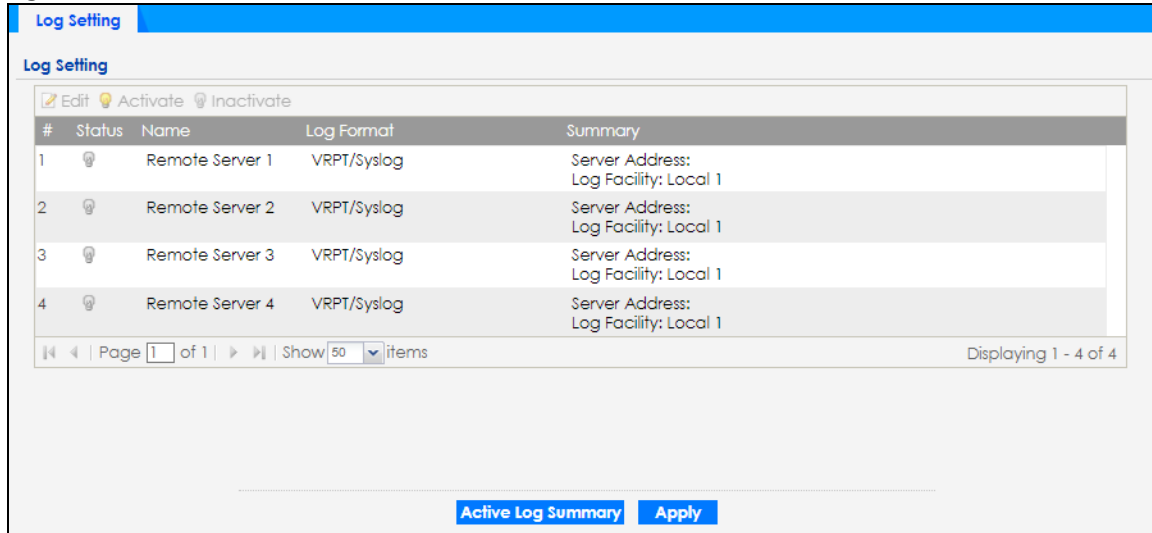 Log Setting
Log Setting
Edit Activate Inactivate
# Status Name Log Format Summary
1 Remote Server 1 VRPT/Syslog Server Address:
Log Facility: Local 1
2 Remote Server 2 VRPT/Syslog Server Address:
Log Facility: Local 1
3 Remote Server 3 VRPT/Syslog Server Address:
Log Facility: Local 1
4 Remote Server 4 VRPT/Syslog Server Address:
Log Facility: Local 1
Page 1 of 1 Show 50 items Displaying 1 - 4 of 4
Active Log Summary Apply